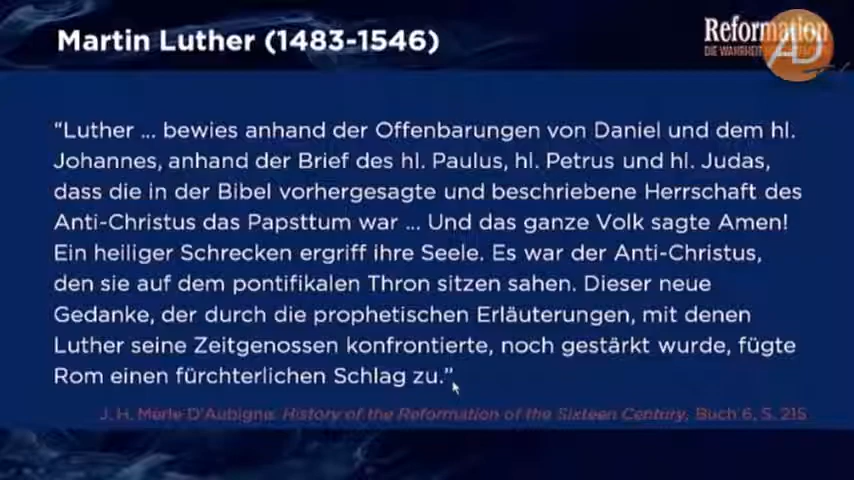 Martin Luther (1483-1546)
Reformation
DIE WAHRHEIT
“Luther ... bewies anhand der Offenbarungen von Daniel und dem hl.
Johannes, anhand der Brief des hl. Paulus, hl. Petrus und hl. Judas,
dass die in der Bibel vorhergesagte und beschriebene Herrschaft des
Anti-Christus das Papsttum war ... Und das ganze Volk sagte Amen!
Ein heiliger Schrecken ergriff ihre Seele. Es war der Anti-Christus,
den sie auf dem pontifikalen Thron sitzen sahen. Dieser neue
Gedanke, der durch die prophetischen Erläuterungen, mit denen
Luther seine Zeitgenossen konfrontierte, noch gestärkt wurde, fügte
Rom einen fürchterlichen Schlag zu.”
J. H. Merle D'Aubigne: History of the Reformation of the Sixteen Century, Buch 6, S. 215